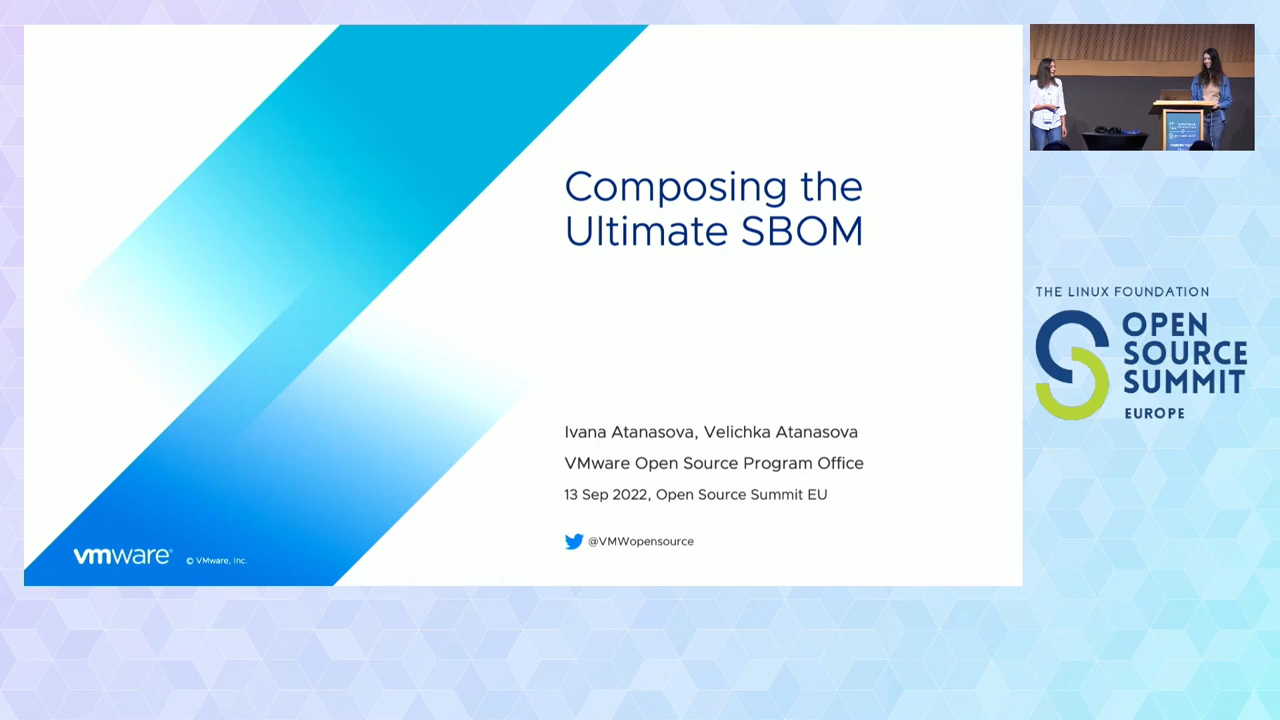 Composing the
Ultimate SBOM
Ivana Atanasova, Velichka Atanasova
VMware Open Source Program Office
13 Sep 2022, Open Source Summit EU
@VMWopensource
vmware®
© VMware, Inc.
THE LINUX FOUNDATION
OPEN
SOURCE
SUMMIT
EUROPE